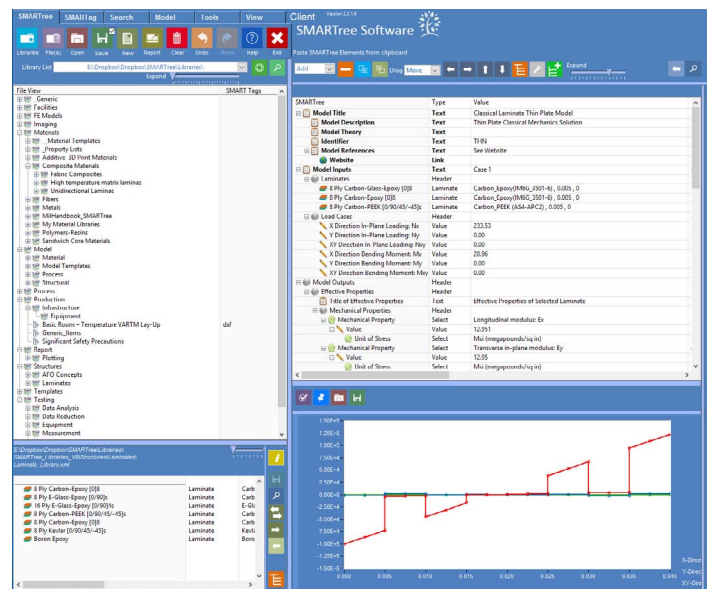 SMARTree SMARTag Search Model Tools View
Libraries File(s) Open Save New Report Clear Undo Redo Help Exit
Library List E:\Dropbox\Dropbox\SMARTree\Libraries\
Expand
File View SMART Tags
_Generic
Facilities
FE Models
Imaging
Materials
_Material Templates
_Property Lists
Additive 3D Print Materials
Composite Materials
Fabric Composites
High temperature matrix laminas
Unidirectional Laminas
Fibers
Metals
MilHandbook_SMARTree
My Material Libraries
Polymers-Resins
Sandwich Core Materials
Model
Material
Model Templates
Process
Structural
Process
Production
Infrastructure
Equipment
Basic Room – Temperature VARTM Lay-Up dxf
Generic_Items
Significant Safety Precautions
Report
Plotting
Structures
AFO Concepts
Laminates
Templates
Testing
Data Analysis
Data Reduction
Equipment
Measurement
E:\Dropbox\Dropbox\SMARTree\Libraries\
SMARTree_Libraries_V8\Structures\Laminates\
Laminate_Library.xml
8 Ply Carbon-Epoxy [0]8 Laminate Carb
8 Ply E-Glass-Epoxy [0/90]s Laminate Carb
16 Ply E-Glass-Epoxy [0/90]4s Laminate E-Gla
8 Ply Carbon-PEEK [0/90/45/-45]s Laminate Carb
8 Ply Carbon-Epoxy [0]8 Laminate Carb
8 Ply Kevlar [0/90/45/-45]s Laminate Kevla
Boron Epoxy Laminate Boro
Client
SMARTree Software
Paste SMARTree Elements from clipboard
Add Drag Move Expand
SMARTree Type Value
Model Title Text Classical Laminate Thin Plate Model
Model Description Text Thin Plate Classical Mechanics Solution
Model Theory Text
Identifier Text THN
Model References Text See Website
Website Link
Model Inputs Text Case 1
Laminates Header
8 Ply Carbon-Glass-Epoxy [0]8 Laminate Carbon_Epoxy(IM6G_3501-6) , 0.005 , 0
8 Ply Carbon-Epoxy [0]8 Laminate Carbon_Epoxy(IM6G_3501-6) , 0.005 , 0
8 Ply Carbon-PEEK [0/90/45/-45]s Laminate Carbon_PEEK (AS4-APC2) , 0.005 , 0
Load Cases Header
X Direction In-Plane Loading: Nx Value 233.53
Y Direction In-Plane Loading: Ny Value 0.00
XY Direction In-Plane Loading: Nxy Value 0.00
X Direction Bending Moment: Mx Value 20.96
Y Direction Bending Moment: My Value 0.00
XY Direction Bending Moment: Mxy Value 0.00
Model Outputs Header
Effective Properties Header
Title of Effective Properties Text Effective Properties of Selected Laminate
Mechanical Properties Header
Mechanical Property Select Longitudinal modulus: Ex
Value Value 12.951
Unit of Stress Select Msi (megapounds/sq in)
Mechanical Property Select Transverse in-plane modulus: Ey
Value Value 12.95
Unit of Stress Select Msi (megapounds/sq in)
1.50E+5
1.25E+5
1.00E+5
7.50E+4
5.00E+4
2.50E+4
0.00E+0
-2.50E+4
-5.00E+4
-7.50E+4
-1.00E+5
-1.25E+5
-1.50E+5
0.000 0.005 0.010 0.015 0.020 0.025 0.030 0.035 0.040
X-Direc
Y-Direc
XY-Dire